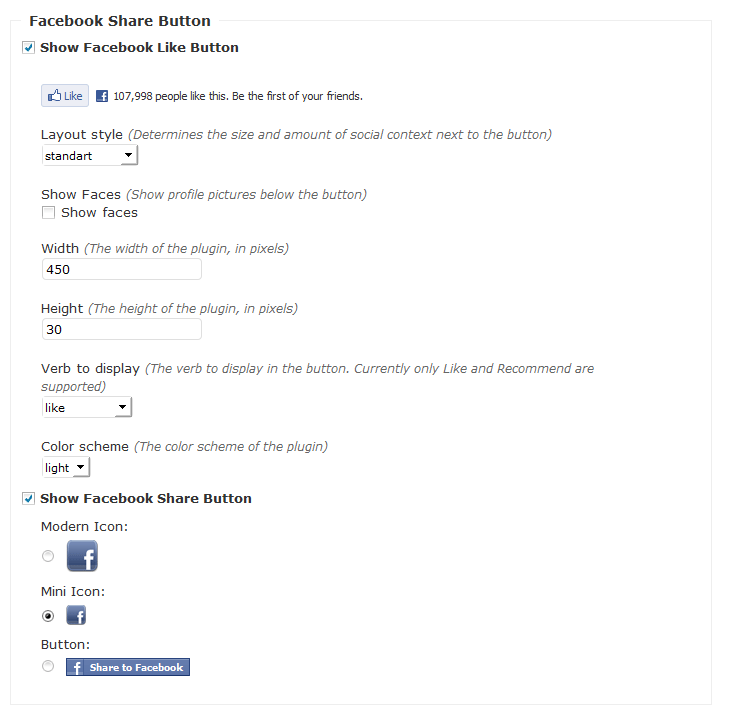 Facebook Share Button
Show Facebook Like Button
Like 107,998 people like this. Be the first of your friends.
Layout style (Determines the size and amount of social context next to the button)
standart
Show Faces (Show profile pictures below the button)
Show faces
Width (The width of the plugin, in pixels)
450
Height (The height of the plugin, in pixels)
30
Verb to display (The verb to display in the button. Currently only Like and Recommend are
supported)
like
Color scheme (The color scheme of the plugin)
light
Show Facebook Share Button
Modern Icon:
Mini Icon:
Button:
Share to Facebook